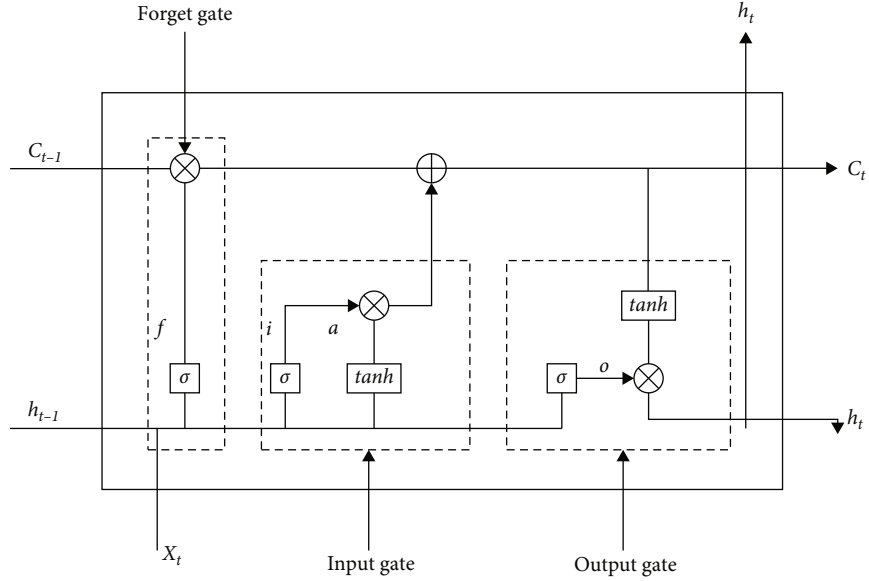 Forget gate
h_t
C_{t–1}
C_t
f
i
a
tanh
σ
σ
tanh
σ
o
h_{t–1}
h_t
X_t
Input gate
Output gate